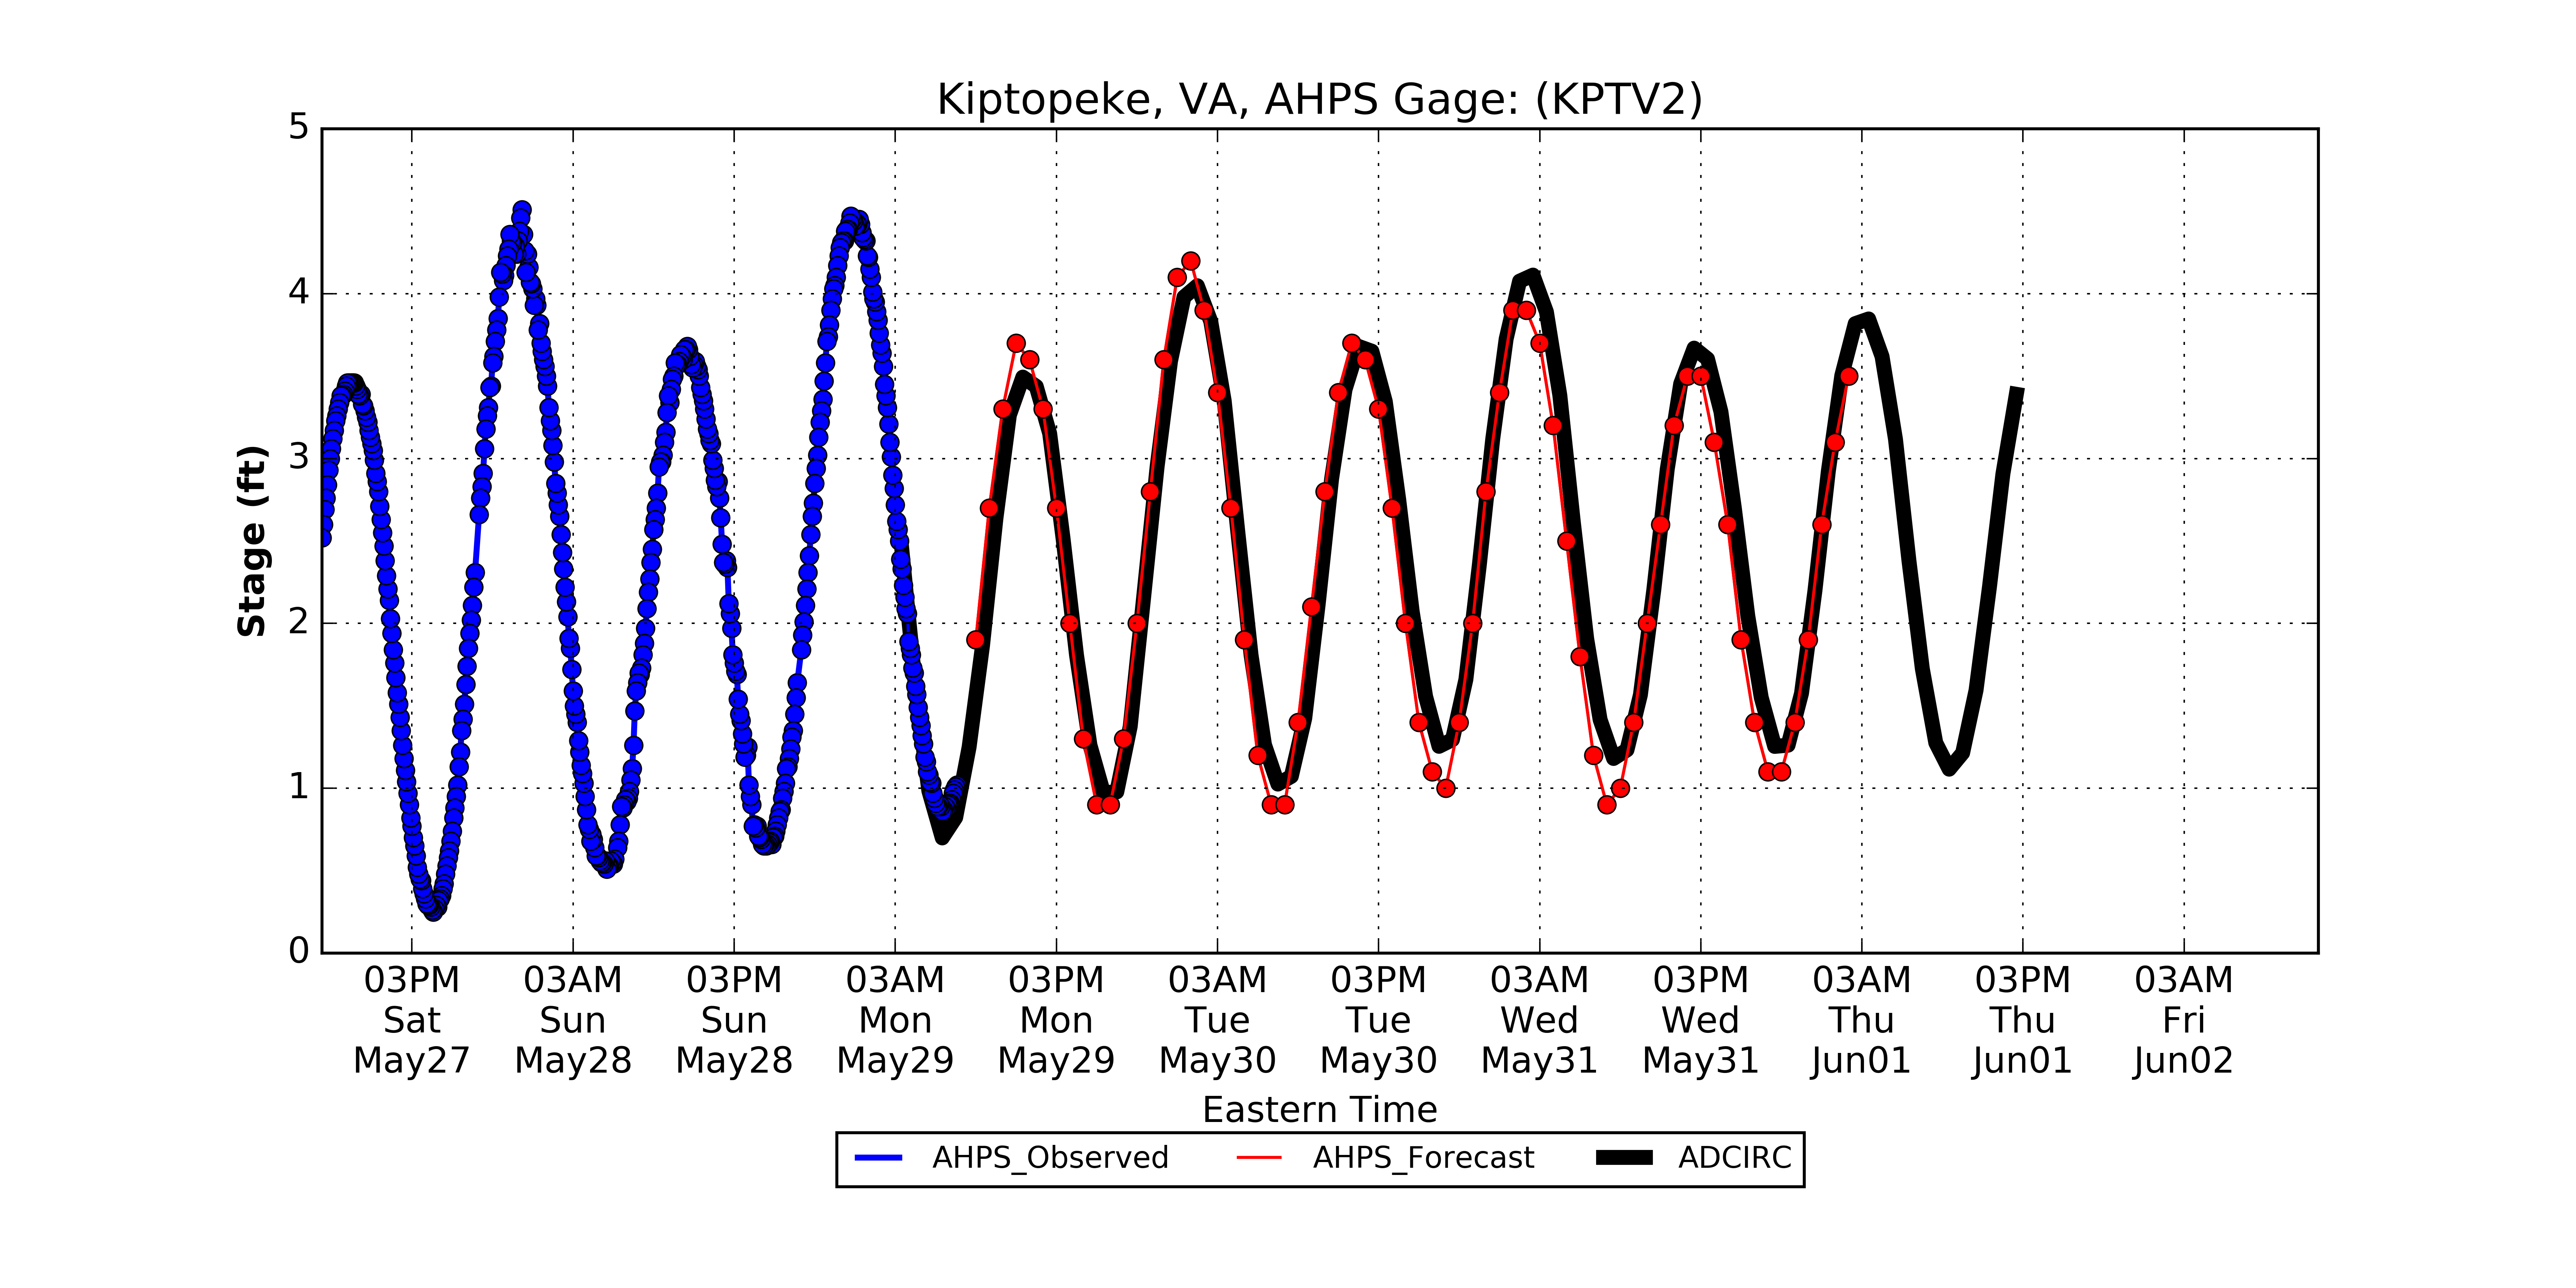 Kiptopeke, VA, AHPS Gage: (KPTV2)
5
4
3
2
1
0
Stage (ft)
03PM 03AM 03PM 03AM 03PM 03AM 03PM 03AM 03PM 03AM 03PM 03AM
Sat Sun Sun Mon Mon Tue Tue Wed Wed Thu Thu Fri
May27 May28 May28 May29 May29 May30 May30 May31 May31 Jun01 Jun01 Jun02
Eastern Time
AHPS_Observed AHPS_Forecast ADCIRC